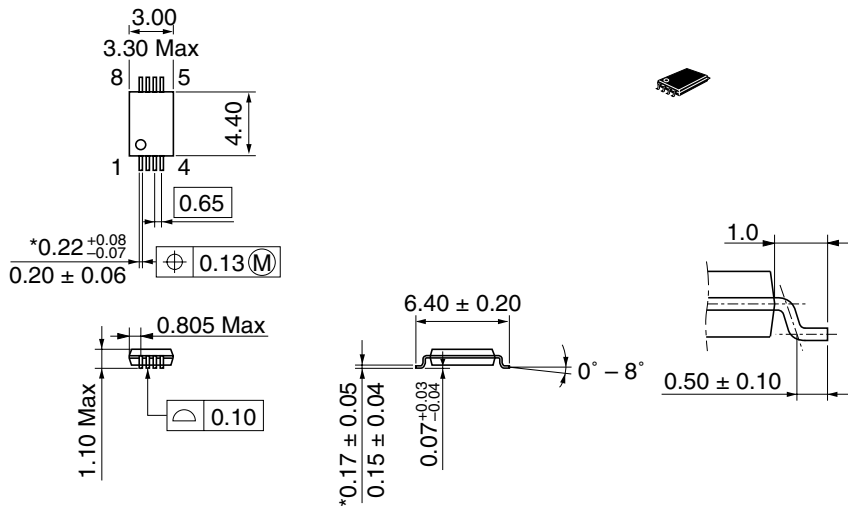 3.00
3.30 Max
8 5
4.40
1 4
0.65
*0.22 +0.08 −0.07
0.20 ± 0.06
0.13 Ⓜ
0.805 Max
1.10 Max
0.10
6.40 ± 0.20
0° – 8°
*0.17 ± 0.05
0.15 ± 0.04
0.07 +0.03 −0.04
1.0
0.50 ± 0.10